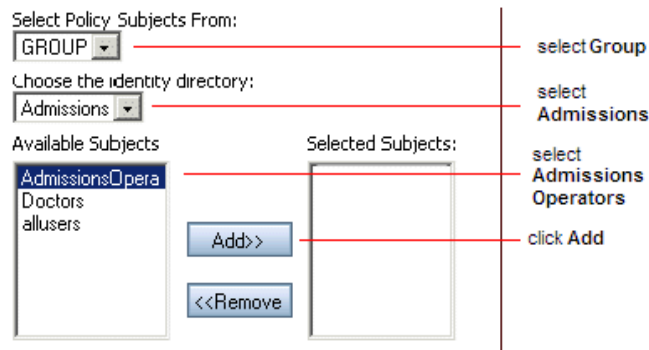 Select Policy Subjects From:
GROUP
select Group
Choose the identity directory:
Admissions
select
Admissions
Available Subjects
Selected Subjects:
AdmissionsOpera
Doctors
allusers
select
Admissions
Operators
Add>>
click Add
<<Remove